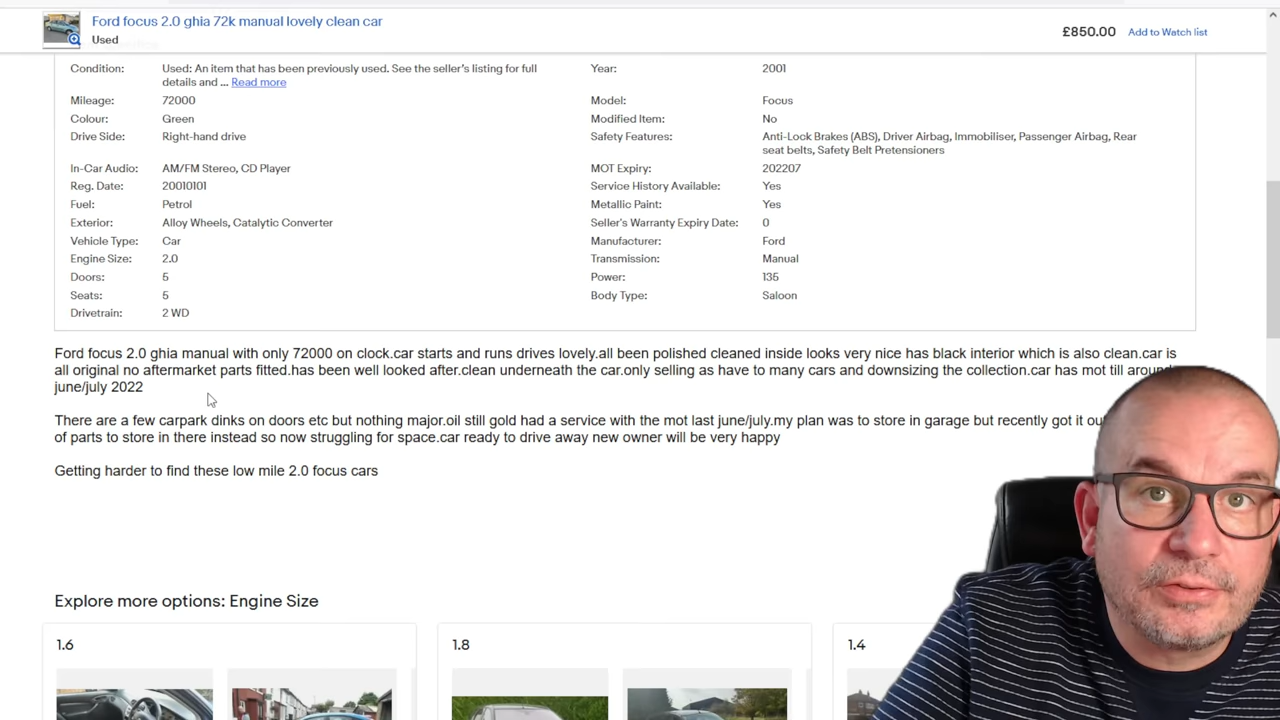 Ford focus 2.0 ghia 72k manual lovely clean car
Used
£850.00
Add to Watch list
Condition:
Used: An item that has been previously used. See the seller's listing for full
details and ... Read more
Year:
2001
Mileage:
72000
Model:
Focus
Colour:
Green
Modified Item:
No
Drive Side:
Right-hand drive
Safety Features:
Anti-Lock Brakes (ABS), Driver Airbag, Immobiliser, Passenger Airbag, Rear
seat belts, Safety Belt Pretensioners
In-Car Audio:
AM/FM Stereo, CD Player
MOT Expiry:
202207
Reg. Date:
20010101
Service History Available:
Yes
Fuel:
Petrol
Metallic Paint:
Yes
Exterior:
Alloy Wheels, Catalytic Converter
Seller's Warranty Expiry Date:
0
Vehicle Type:
Car
Manufacturer:
Ford
Engine Size:
2.0
Transmission:
Manual
Doors:
5
Power:
135
Seats:
5
Body Type:
Saloon
Drivetrain:
2 WD
Ford focus 2.0 ghia manual with only 72000 on clock.car starts and runs drives lovely.all been polished cleaned inside looks very nice has black interior which is also clean.car is
all original no aftermarket parts fitted.has been well looked after.clean underneath the car.only selling as have to many cars and downsizing the collection.car has mot till around
june/july 2022
There are a few carpark dinks on doors etc but nothing major.oil still gold had a service with the mot last june/july.my plan was to store in garage but recently got it
of parts to store in there instead so now struggling for space.car ready to drive away new owner will be very happy
Getting harder to find these low mile 2.0 focus cars
Explore more options: Engine Size
1.6
1.8
1.4